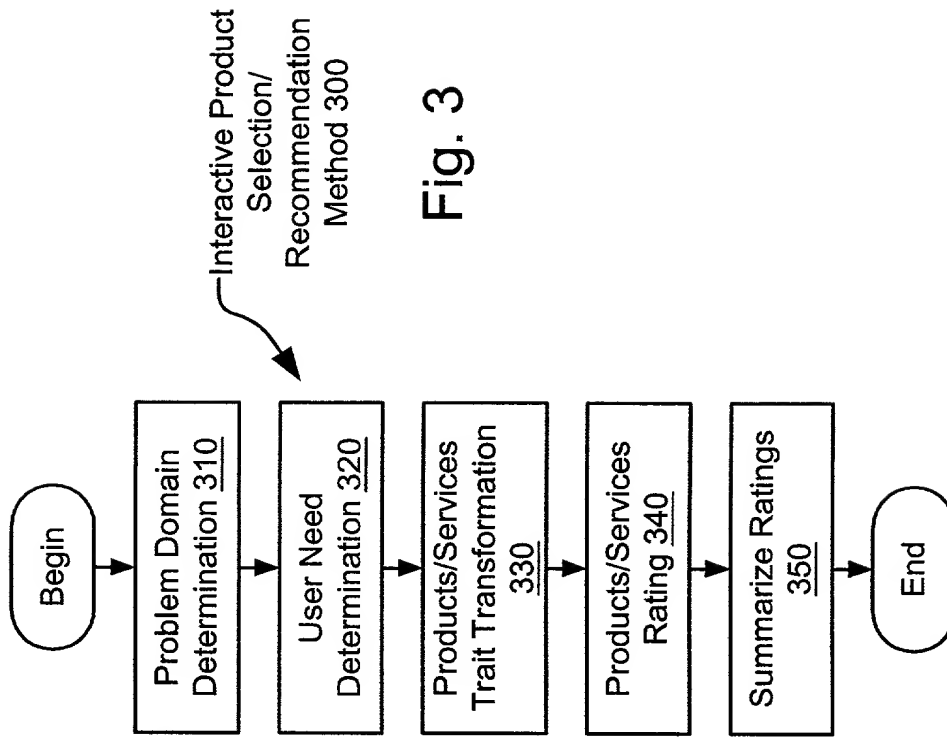 Begin
Problem Domain
Determination 310
User Need
Determination 320
Products/Services
Trait Transformation
330
Products/Services
Rating 340
Summarize Ratings
350
End
Interactive Product
Selection/
Recommendation
Method 300
Fig. 3